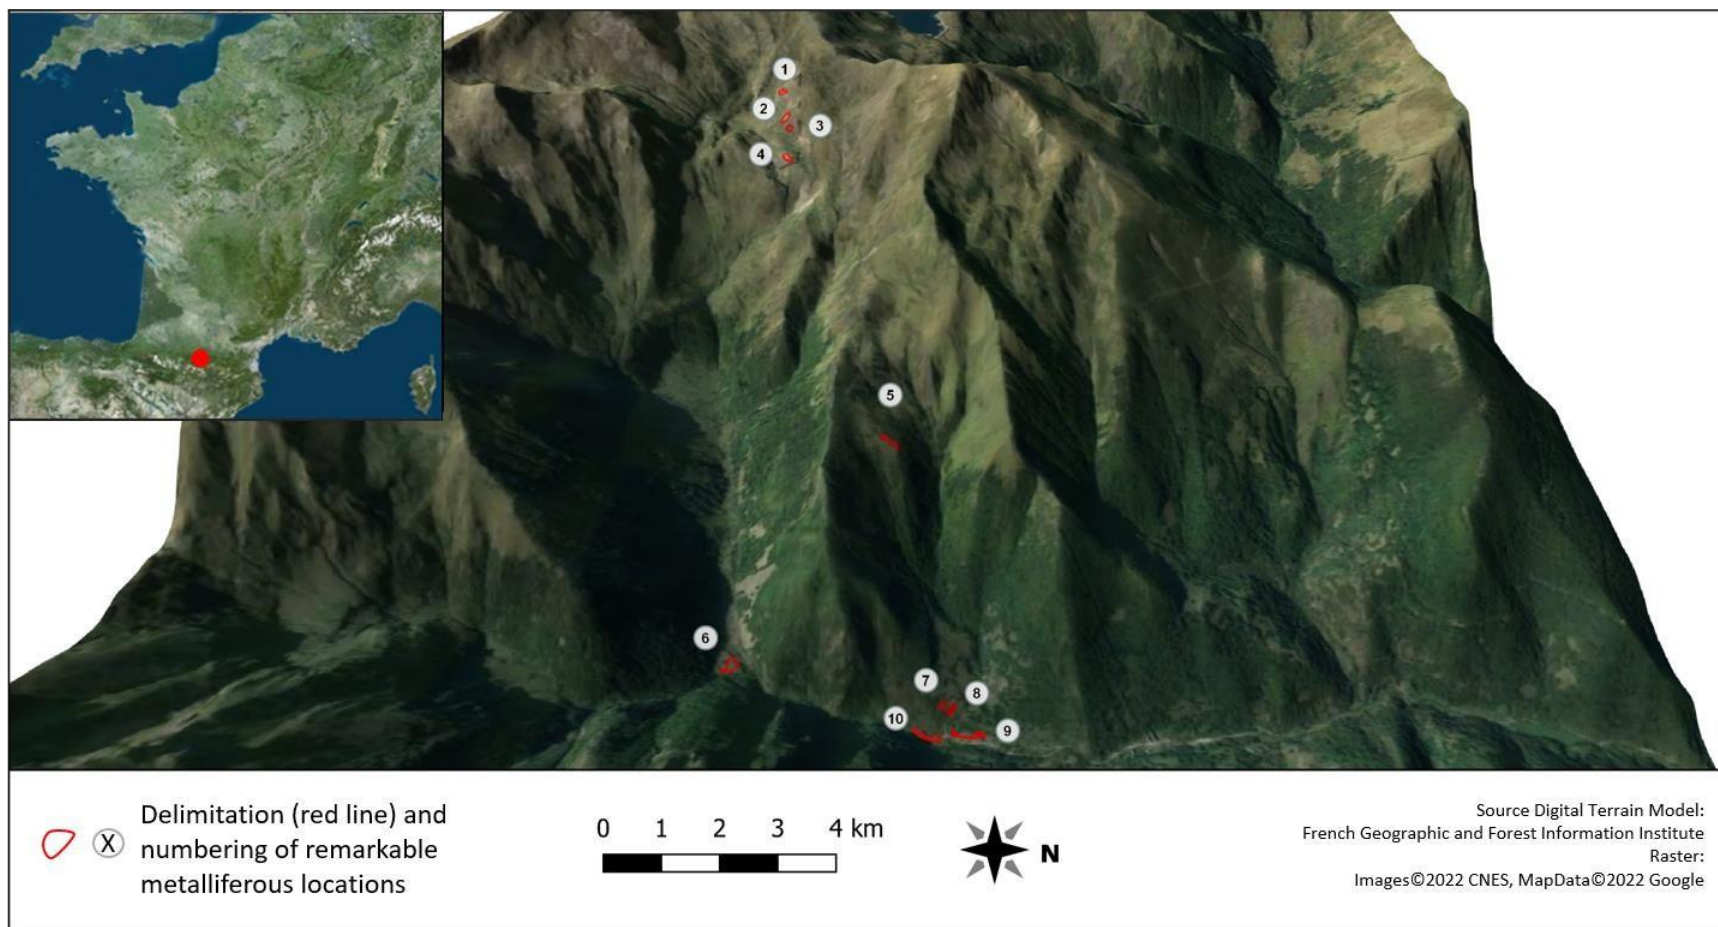 1
2
3
4
5
6
7
8
10
9
Delimitation (red line) and
X
numbering of remarkable
metalliferous locations
0 1 2 3 4 km
N
Source Digital Terrain Model:
French Geographic and Forest Information Institute
Raster:
Images©2022 CNES, MapData©2022 Google